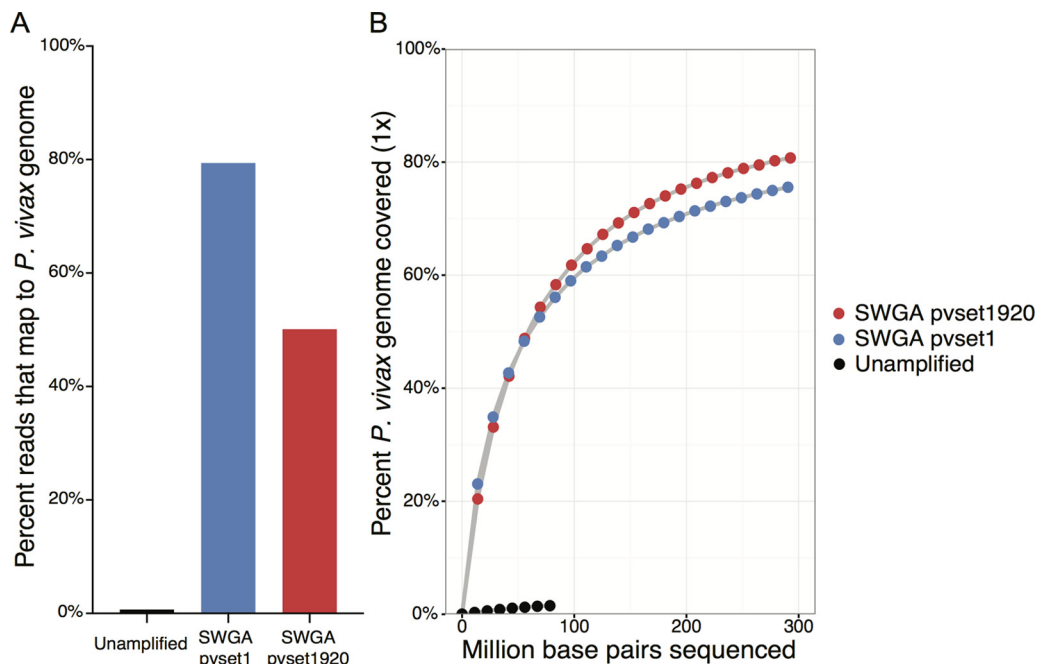 A
Percent reads that map to P. vivax genome
100%
80%
60%
40%
20%
0%
Unamplified
SWGA
pvset1
SWGA
pvset1920
B
Percent P. vivax genome covered (1x)
100%
80%
60%
40%
20%
0%
0
100
200
300
Million base pairs sequenced
SWGA pvset1920
SWGA pvset1
Unamplified